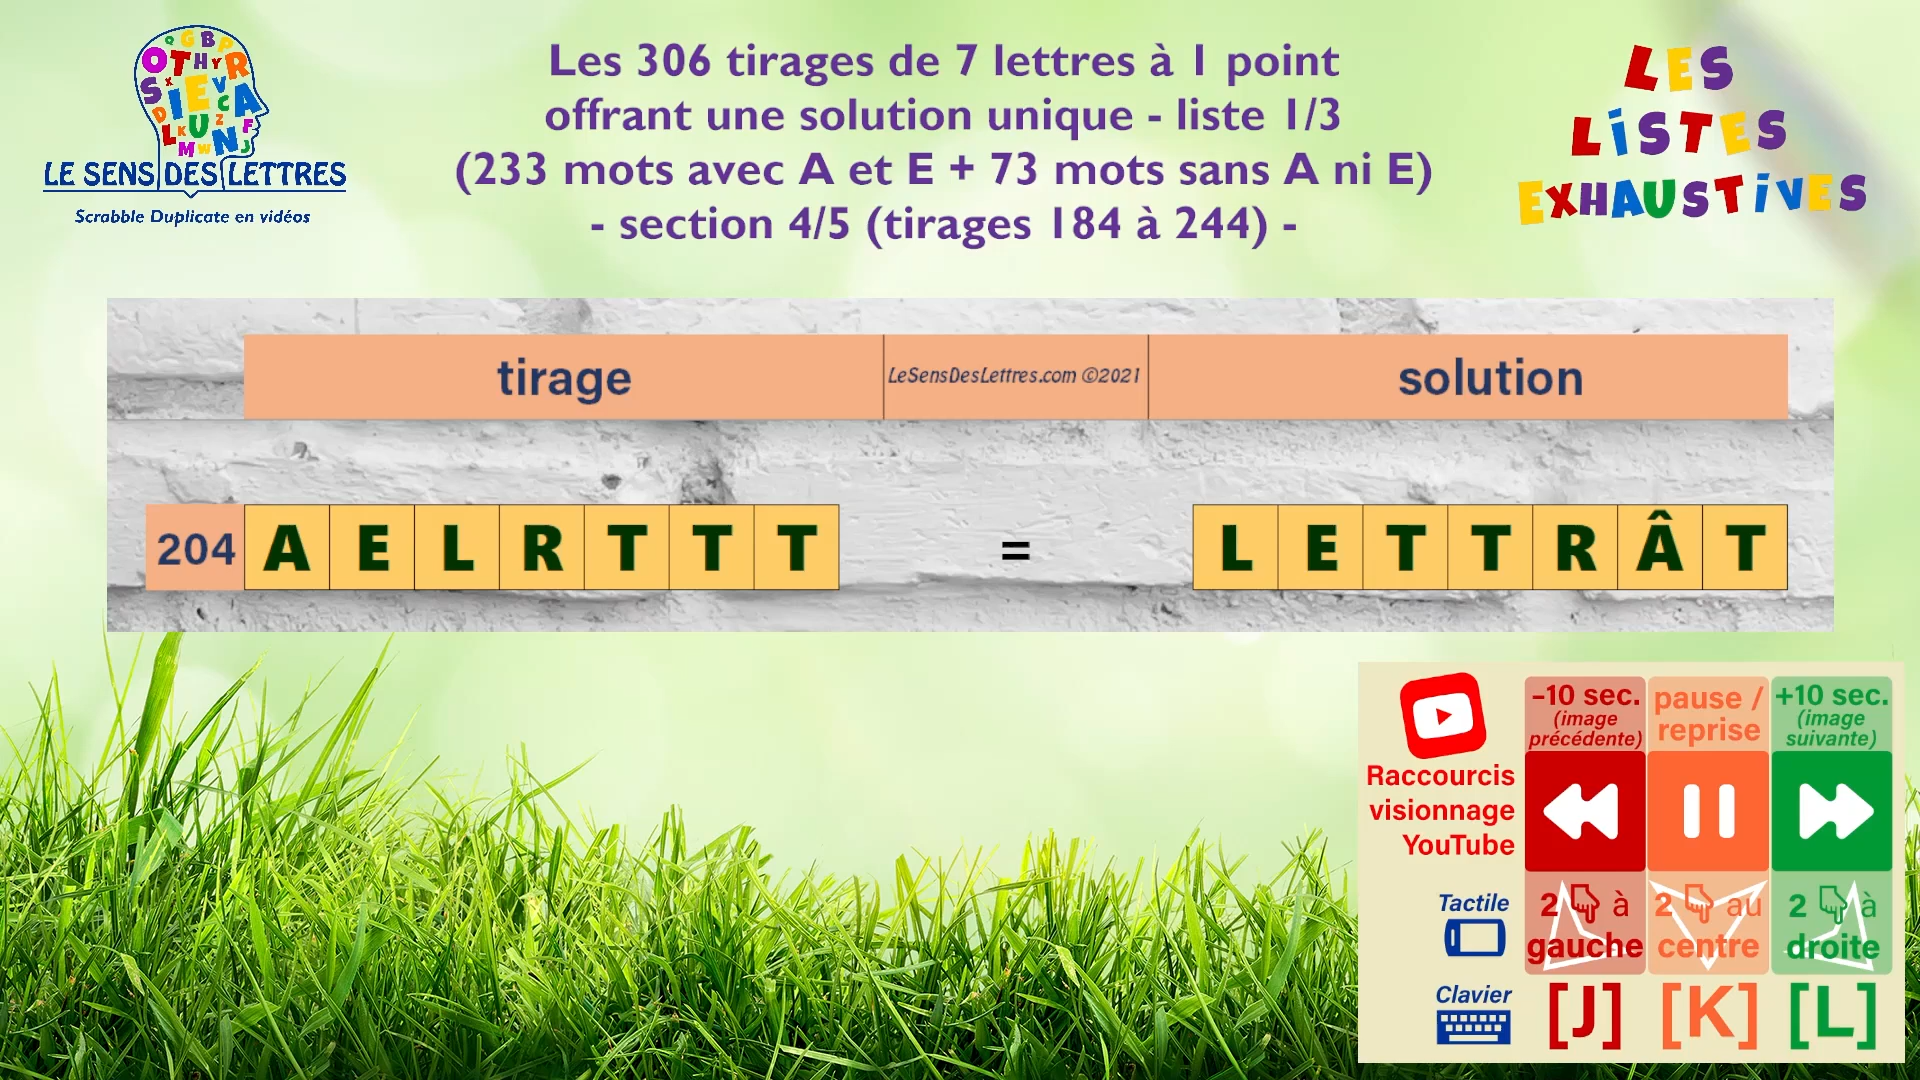 LE SENS DES LETTRES
Scrabble Duplicate en vidéos
Les 306 tirages de 7 lettres à 1 point
offrant une solution unique - liste 1/3
(233 mots avec A et E + 73 mots sans A ni E)
- section 4/5 (tirages 184 à 244) -
LES
LiSTES
EXHAUSTiVES
tirage
LeSensDesLettres.com ©2021
solution
204 A E L R T T T = L E T T R Â T
Raccourcis
visionnage
YouTube
–10 sec.
(image
précédente)
pause /
reprise
+10 sec.
(image
suivante)
Tactile
2 à
gauche
2 au
centre
2 à
droite
Clavier
[J] [K] [L]